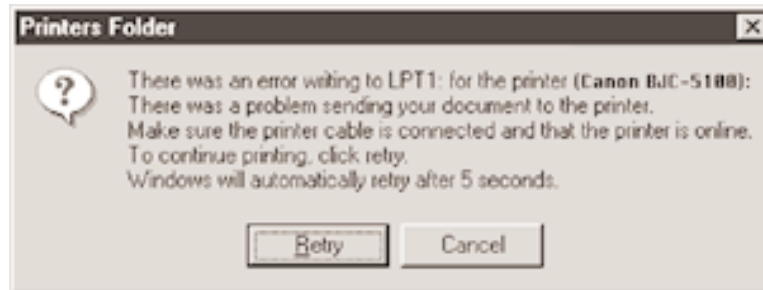 Printers Folder
There was an error writing to LPT1: for the printer (Canon BJC-5100):
There was a problem sending your document to the printer.
Make sure the printer cable is connected and that the printer is online.
To continue printing, click retry.
Windows will automatically retry after 5 seconds.
Retry
Cancel